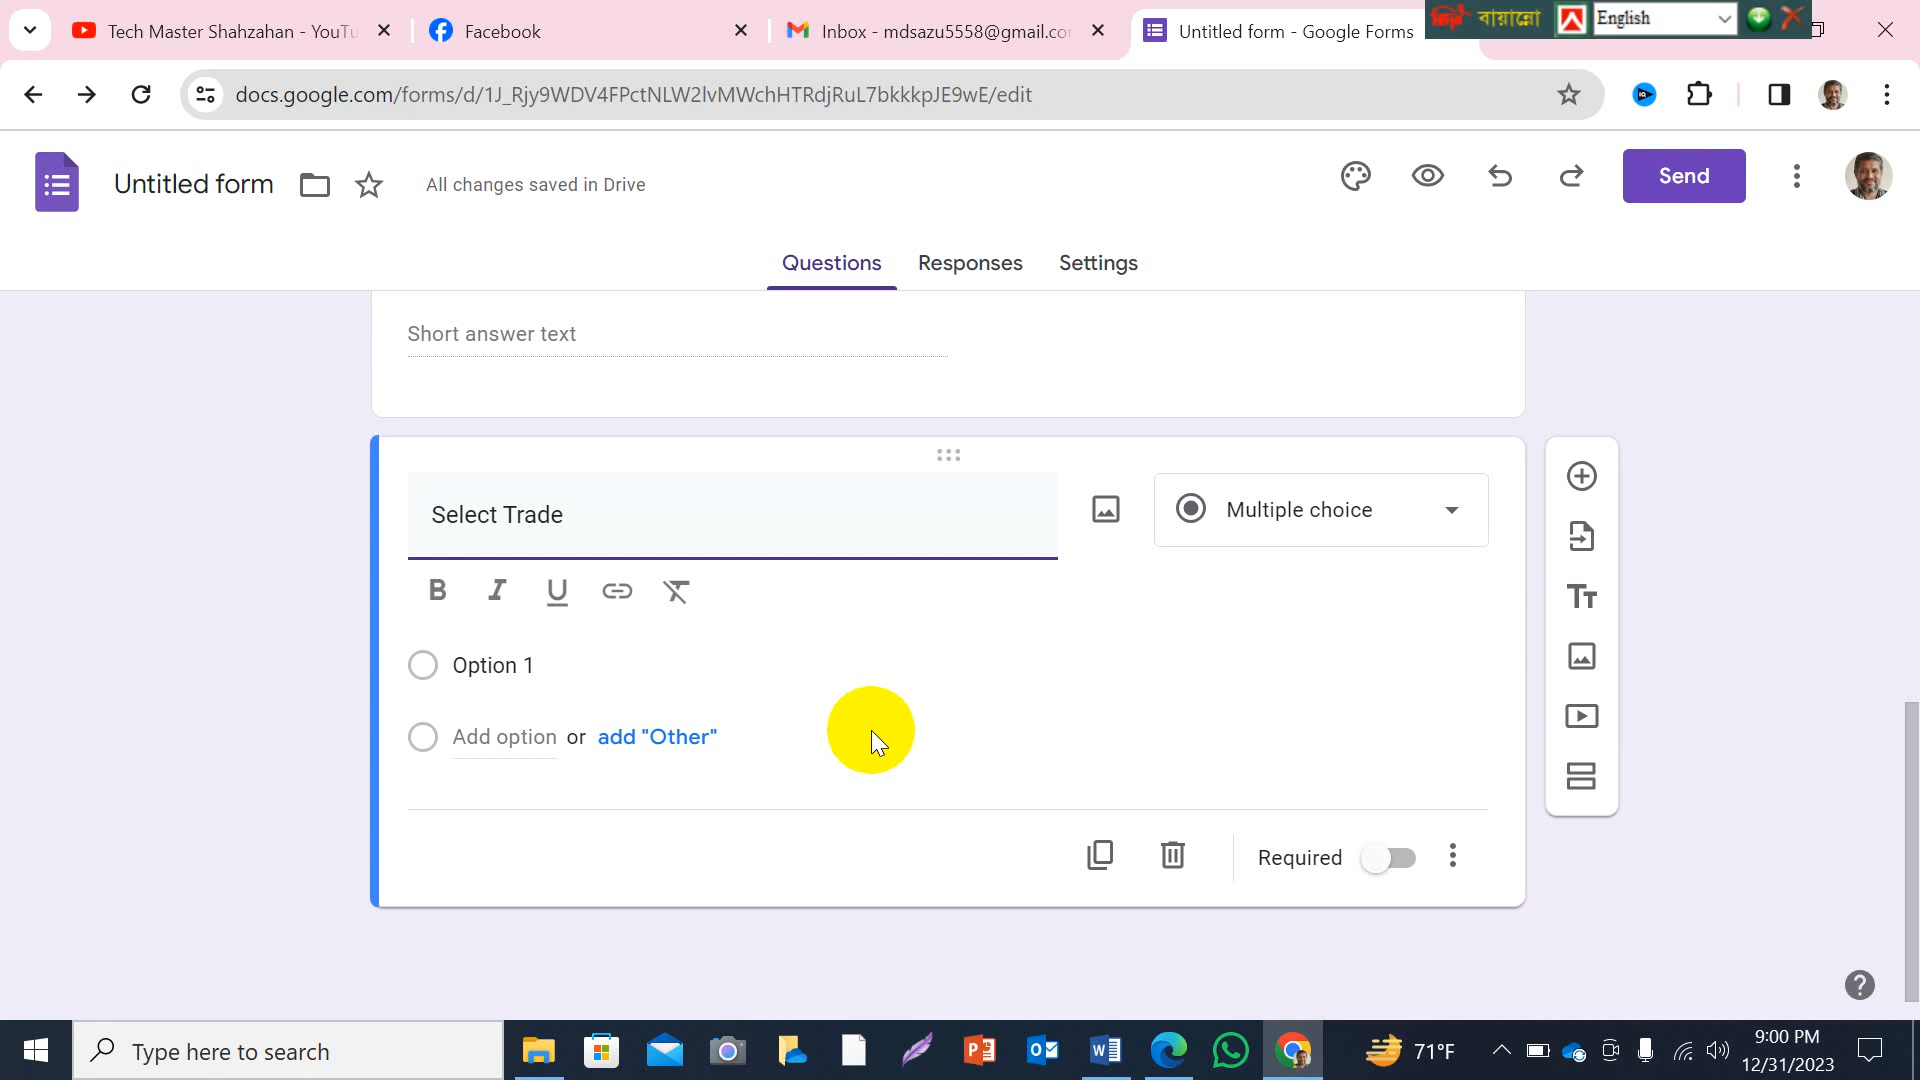 Tech Master Shahzahan - YouTu
Facebook
Inbox - mdsazu5558@gmail.co
Untitled form - Google Forms
বায়ান্নো
English
docs.google.com/forms/d/1J_Rjy9WDV4FPctNLW2lvMWchHTRdjRuL7bkkkpJE9wE/edit
Untitled form
All changes saved in Drive
Send
Questions
Responses
Settings
Short answer text
Select Trade
Multiple choice
B I U
Option 1
Add option or add "Other"
Required
Type here to search
71°F
9:00 PM
12/31/2023